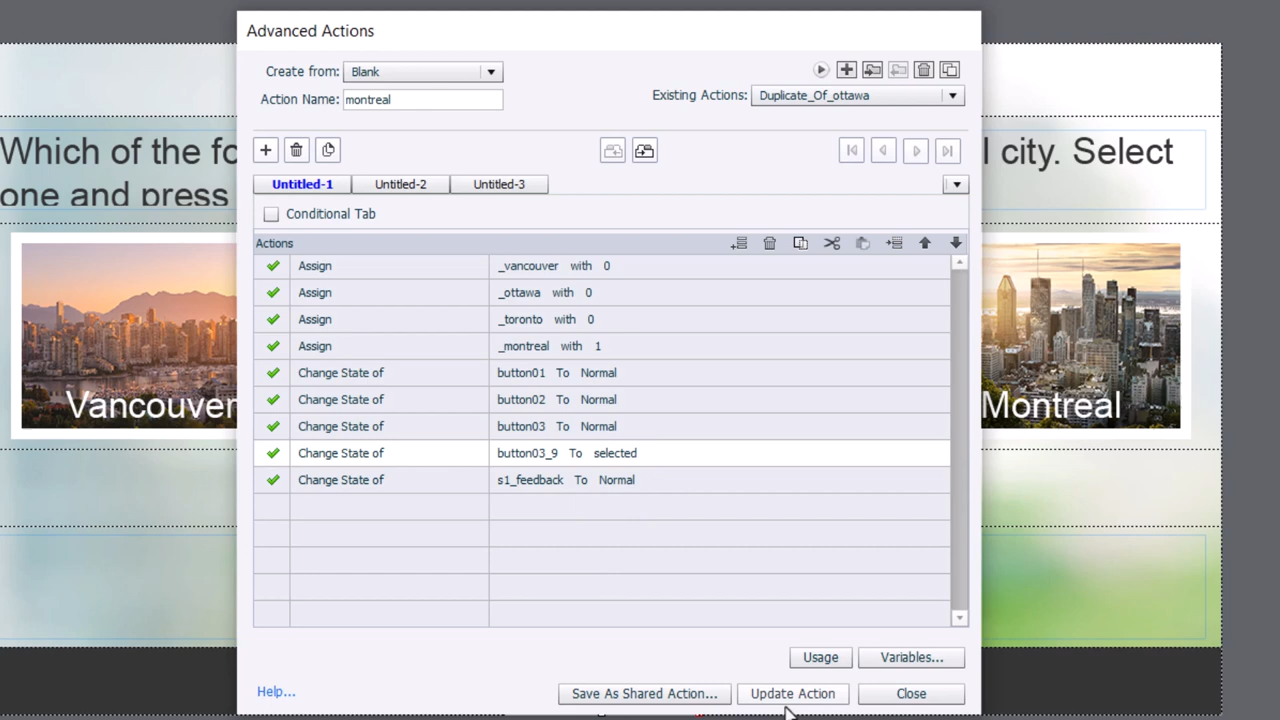 Advanced Actions
Create from: Blank
Action Name: montreal
Existing Actions: Duplicate_Of_ottawa
Which of the fo
l city. Select
one and press
Untitled-1 Untitled-2 Untitled-3
Conditional Tab
Actions
Assign _vancouver with 0
Assign _ottawa with 0
Assign _toronto with 0
Assign _montreal with 1
Change State of button01 To Normal
Change State of button02 To Normal
Change State of button03 To Normal
Change State of button03_9 To selected
Change State of s1_feedback To Normal
Vancouver
Montreal
Usage Variables...
Help...
Save As Shared Action... Update Action Close